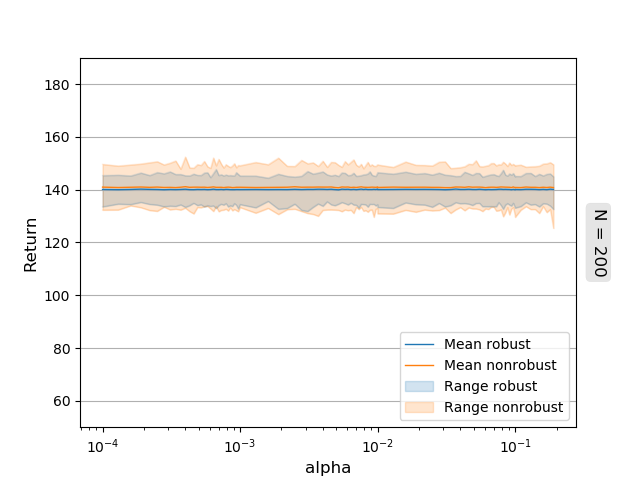 180
160
140
120
100
80
60
Return
10⁻⁴
10⁻³
10⁻²
10⁻¹
alpha
N = 200
Mean robust
Mean nonrobust
Range robust
Range nonrobust